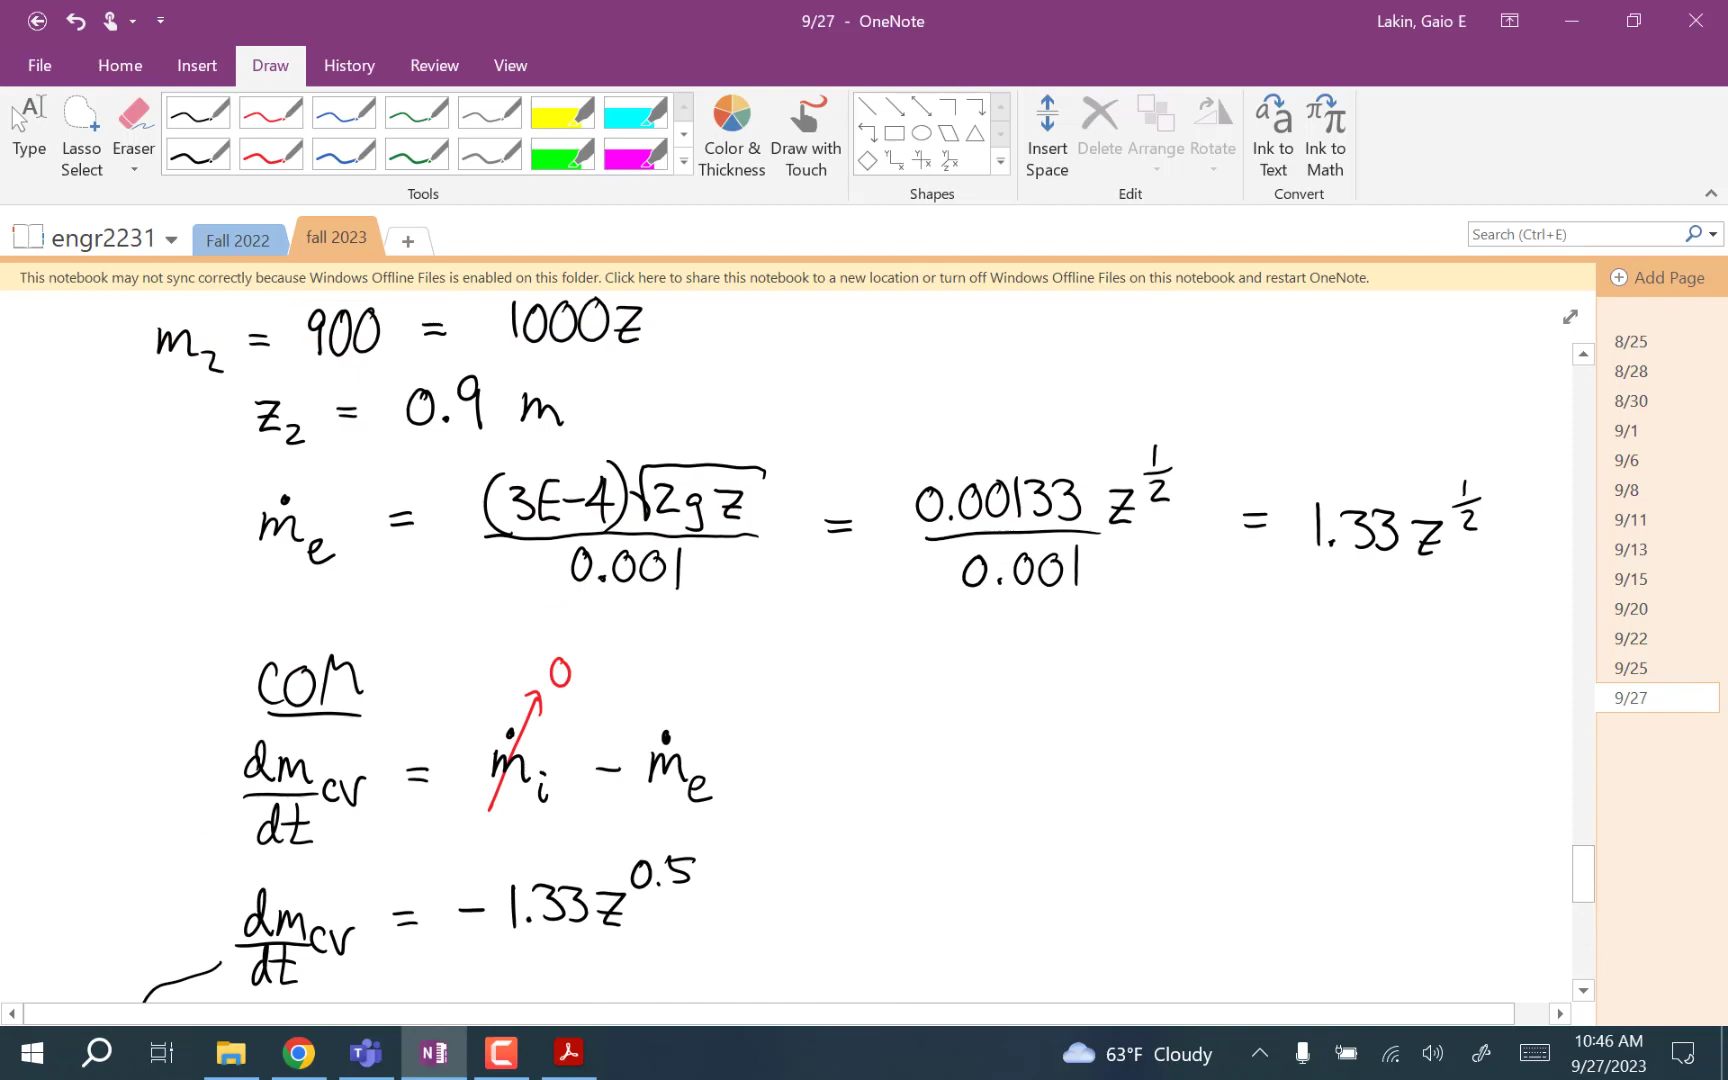 9/27 - OneNote
Lakin, Gaio E
File Home Insert Draw History Review View
Type
Lasso Select
Eraser
Color & Thickness
Draw with Touch
Insert Space
Delete
Arrange
Rotate
Ink to Text
Ink to Math
Tools
Shapes
Edit
Convert
engr2231
Fall 2022
fall 2023
Search (Ctrl+E)
This notebook may not sync correctly because Windows Offline Files is enabled on this folder. Click here to share this notebook to a new location or turn off Windows Offline Files on this notebook and restart OneNote.
Add Page
8/25
8/28
8/30
9/1
9/6
9/8
9/11
9/13
9/15
9/20
9/22
9/25
9/27
m₂ = 900 = 1000z
z₂ = 0.9 m
ṁₑ = (3E-4)√(2gz) / 0.001 = 0.00133 z^(1/2) / 0.001 = 1.33 z^(1/2)
COM
0
dm/dt cv = ṁᵢ - ṁₑ
dm/dt cv = - 1.33 z^0.5
63°F Cloudy
10:46 AM
9/27/2023